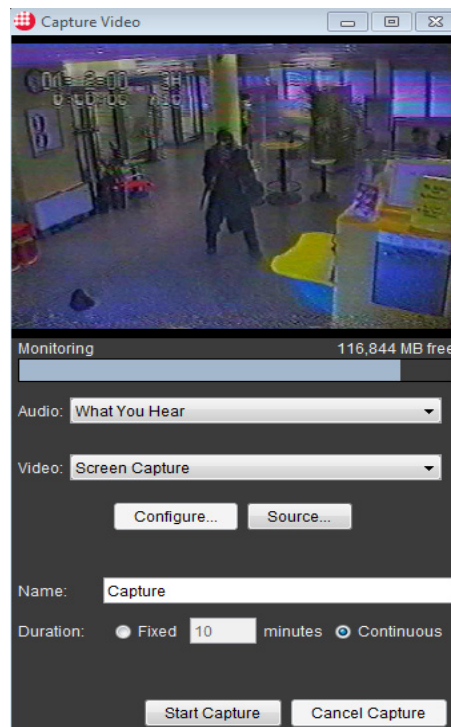 Capture Video
Monitoring 116,844 MB free
Audio: What You Hear
Video: Screen Capture
Configure... Source...
Name: Capture
Duration: Fixed 10 minutes Continuous
Start Capture Cancel Capture